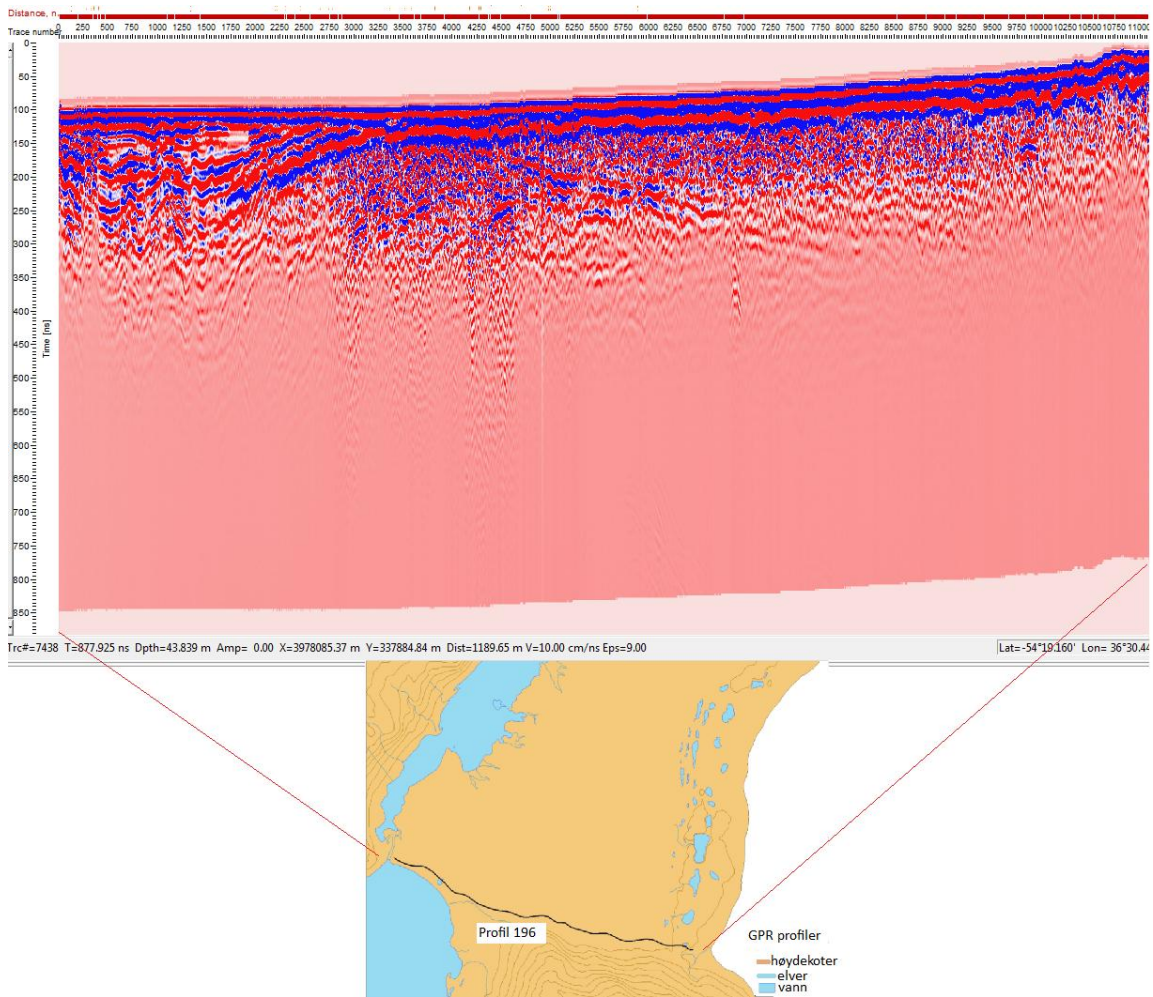 Distance, n
Trace number
0 250 500 750 1000 1250 1500 1750 2000 2250 2500 2750 3000 3250 3500 3750 4000 4250 4500 4750 5000 5250 5500 5750 6000 6250 6500 6750 7000 7250 7500 7750 8000 8250 8500 8750 9000 9250 9500 9750 10000 10250 10500 10750 11000
0
50
100
150
200
250
300
350
400
450
500
550
600
650
700
750
800
850
Time [ns]
Trc#=7438 T=877.925 ns Dpth=43.839 m Amp= 0.00 X=3978085.37 m Y=337884.84 m Dist=1189.65 m V=10.00 cm/ns Eps=9.00
Lat=-54°19.160' Lon= 36°30.44
Profil 196
GPR profiler
høydekoter
elver
vann